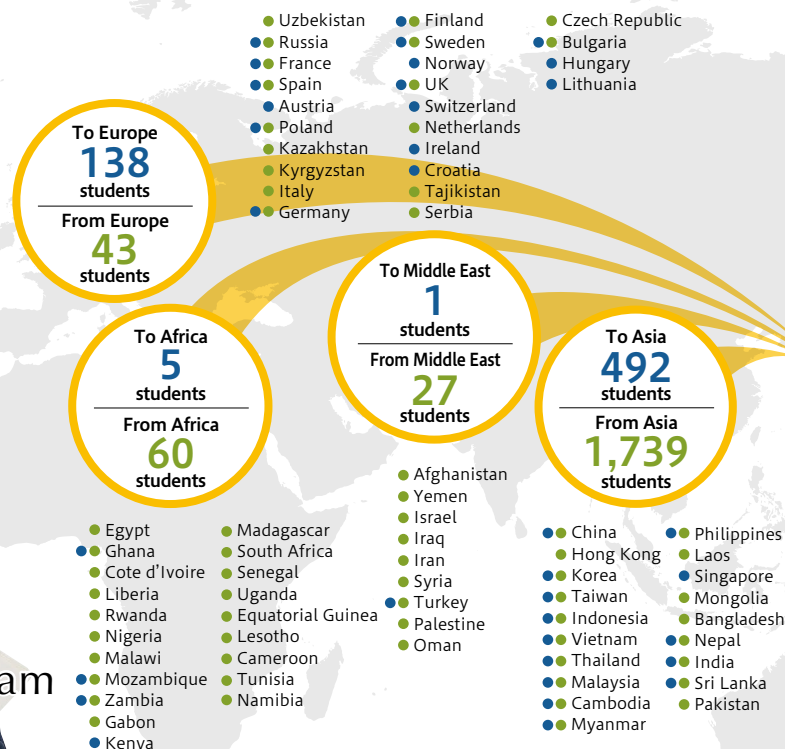 Uzbekistan
Russia
France
Spain
Austria
Poland
Kazakhstan
Kyrgyzstan
Italy
Germany
Finland
Sweden
Norway
UK
Switzerland
Netherlands
Ireland
Croatia
Tajikistan
Serbia
Czech Republic
Bulgaria
Hungary
Lithuania
To Europe
138
students
From Europe
43
students
To Africa
5
students
From Africa
60
students
To Middle East
1
students
From Middle East
27
students
To Asia
492
students
From Asia
1,739
students
Egypt
Ghana
Cote d'Ivoire
Liberia
Rwanda
Nigeria
Malawi
Mozambique
Zambia
Gabon
Kenya
Madagascar
South Africa
Senegal
Uganda
Equatorial Guinea
Lesotho
Cameroon
Tunisia
Namibia
Afghanistan
Yemen
Israel
Iraq
Iran
Syria
Turkey
Palestine
Oman
China
Hong Kong
Korea
Taiwan
Indonesia
Vietnam
Thailand
Malaysia
Cambodia
Myanmar
Philippines
Laos
Singapore
Mongolia
Bangladesh
Nepal
India
Sri Lanka
Pakistan
am